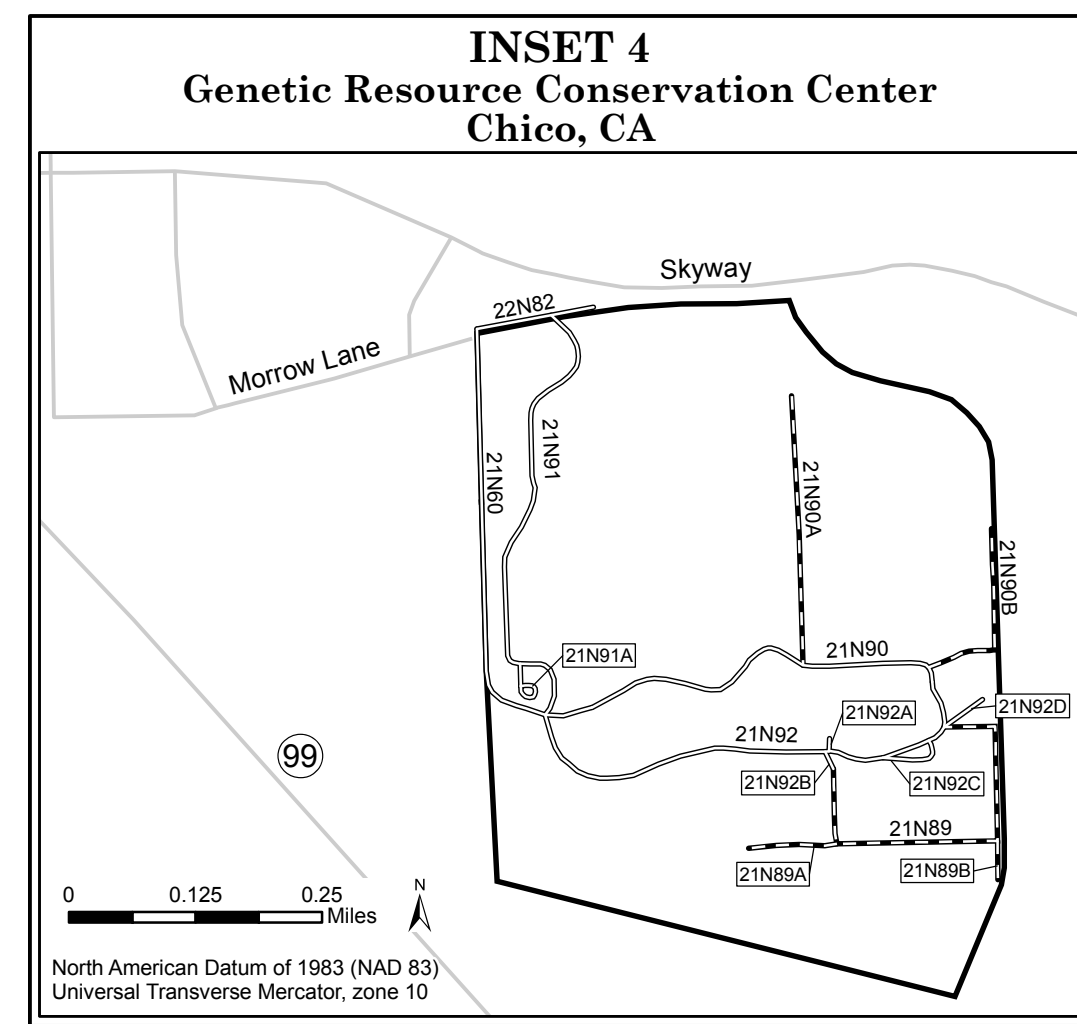 INSET 4
Genetic Resource Conservation Center
Chico, CA
Skyway
22N82
Morrow Lane
21N91
21N60
21N90A
21N90B
21N91A
21N90
21N92D
21N92A
21N92
99
21N92B
21N92C
21N89
21N89A
21N89B
0 0.125 0.25
Miles
N
North American Datum of 1983 (NAD 83)
Universal Transverse Mercator, zone 10